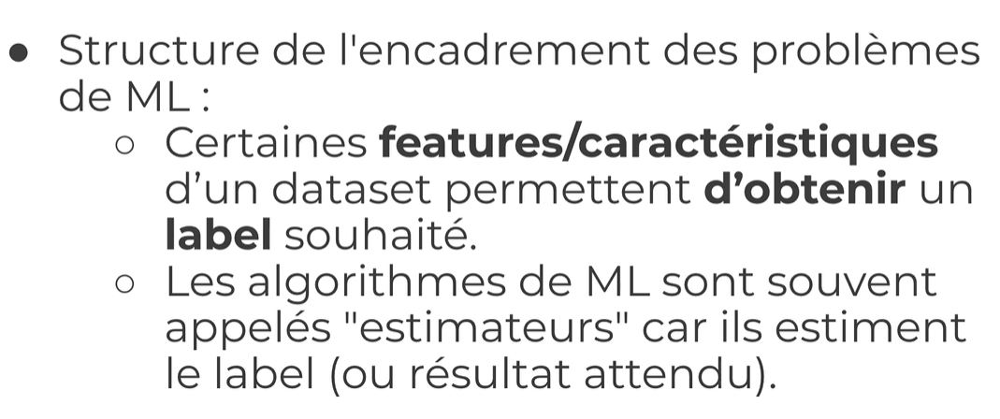 ● Structure de l'encadrement des problèmes
de ML :
○ Certaines features/caractéristiques
d’un dataset permettent d’obtenir un
label souhaité.
○ Les algorithmes de ML sont souvent
appelés "estimateurs" car ils estiment
le label (ou résultat attendu).